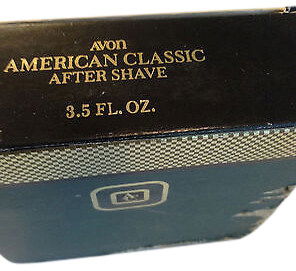 AVON
AMERICAN CLASSIC
AFTER SHAVE
3.5 FL. OZ.